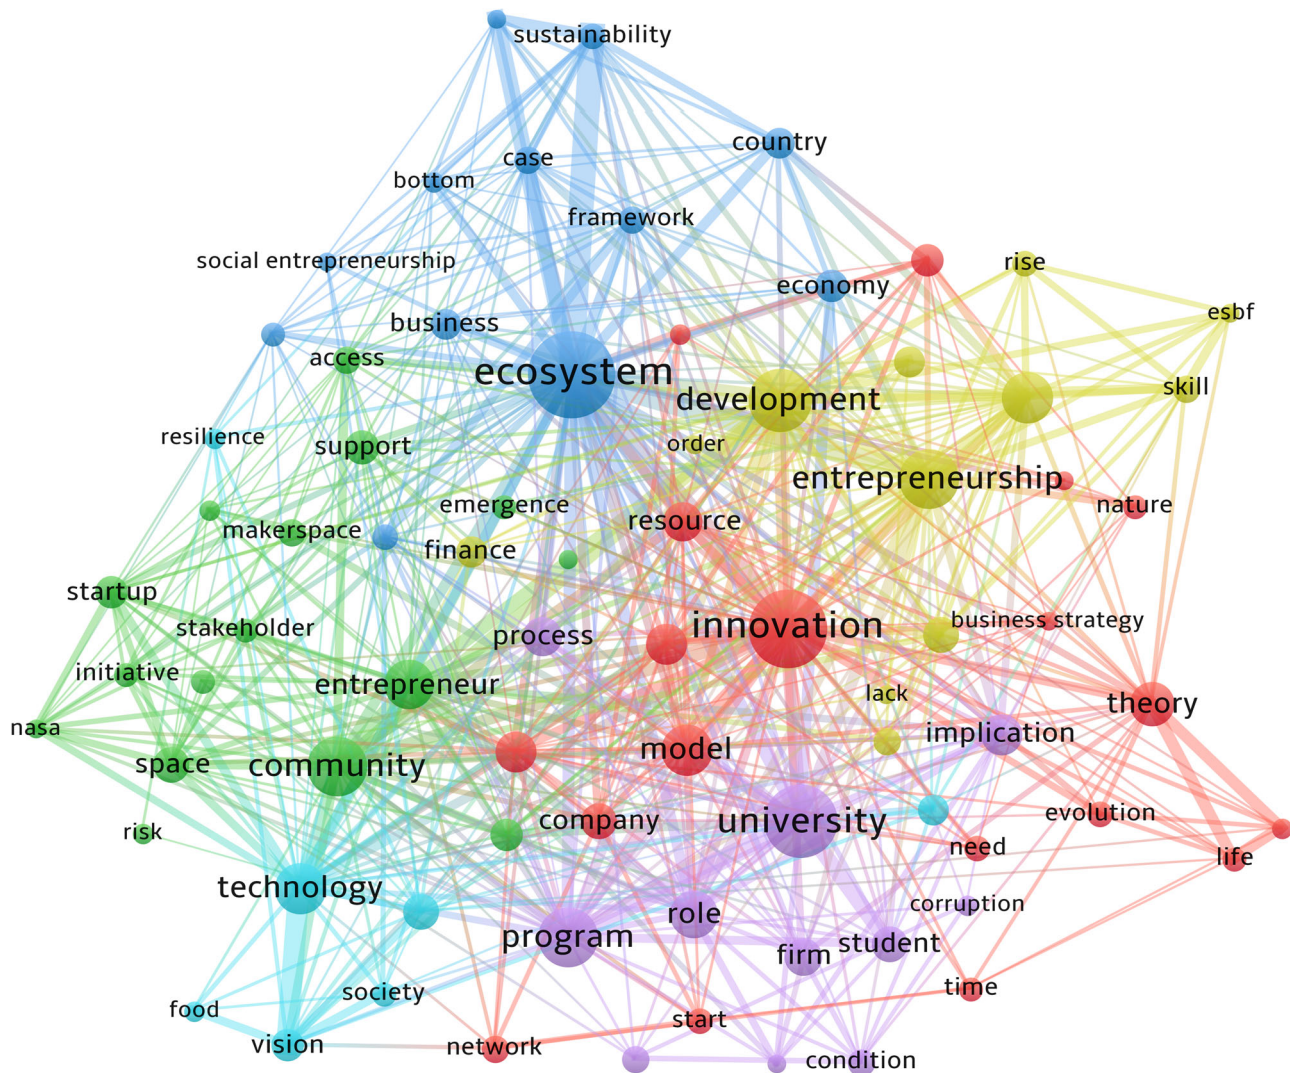 sustainability
country
case
bottom
framework
social entrepreneurship
rise
economy
esbf
business
access
ecosystem
skill
development
resilience
order
support
entrepreneurship
emergence
nature
resource
makerspace
finance
startup
business strategy
innovation
stakeholder
process
initiative
entrepreneur
lack
theory
nasa
implication
model
space
community
evolution
company
university
risk
need
life
technology
corruption
role
program
student
firm
time
society
food
start
vision
network
condition